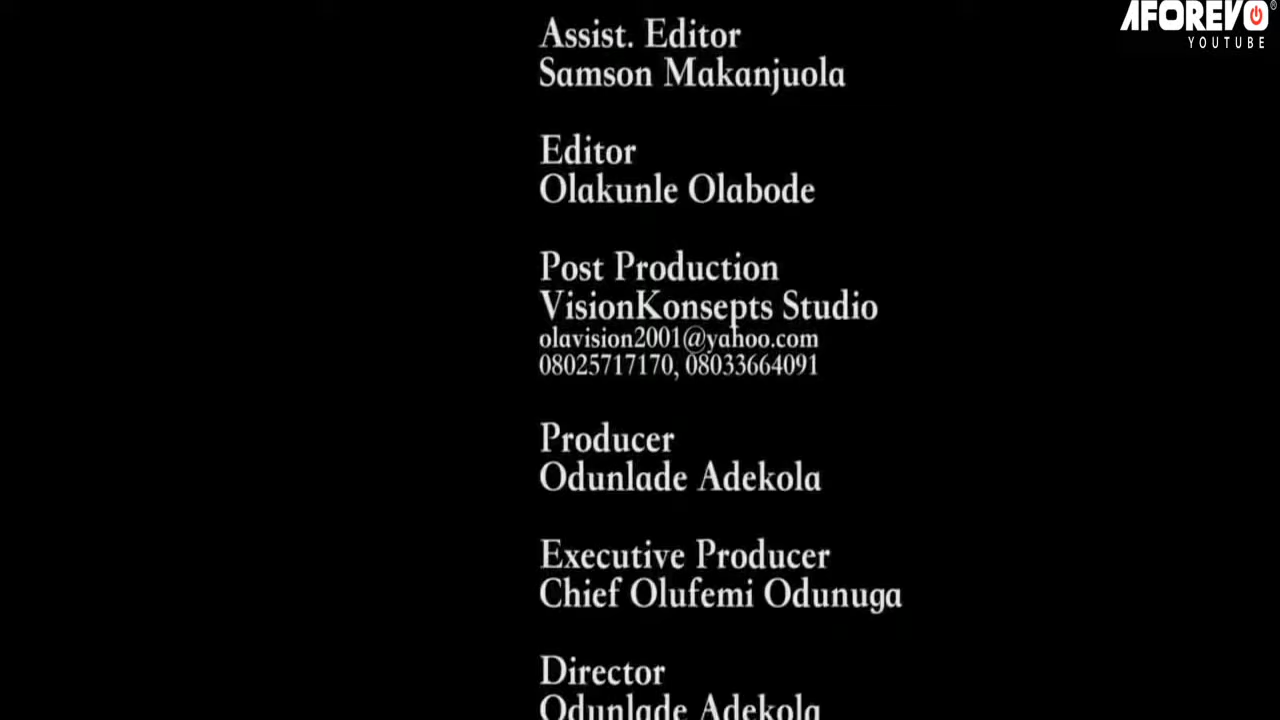 AFOREVO
YOUTUBE
Assist. Editor
Samson Makanjuola
Editor
Olakunle Olabode
Post Production
VisionKonsepts Studio
olavision2001@yahoo.com
08025717170, 08033664091
Producer
Odunlade Adekola
Executive Producer
Chief Olufemi Odunuga
Director
Odunlade Adekola